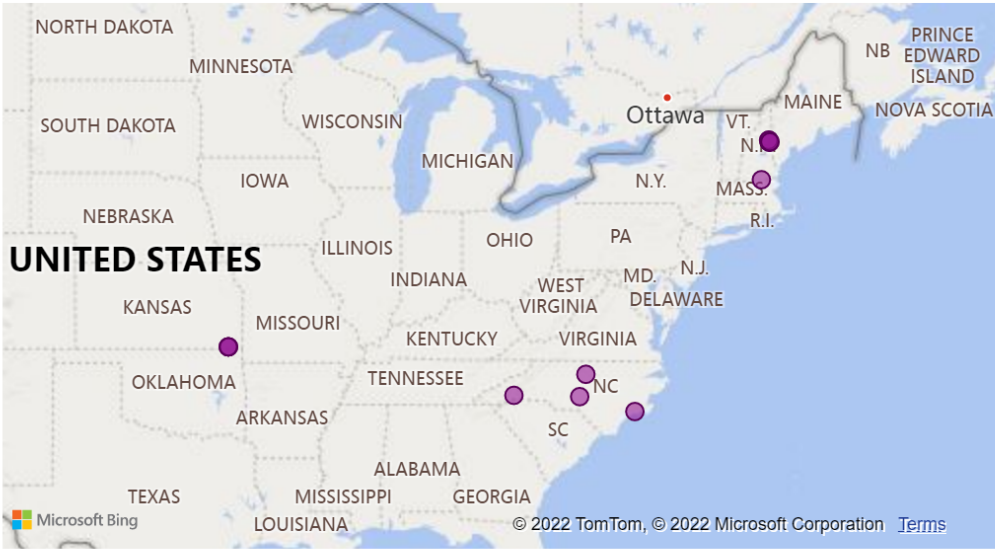 NORTH DAKOTA
MINNESOTA
SOUTH DAKOTA
WISCONSIN
MICHIGAN
IOWA
NEBRASKA
Ottawa
VT.
MAINE
NB
PRINCE
EDWARD
ISLAND
NOVA SCOTIA
N.Y.
MASS.
R.I.
UNITED STATES
ILLINOIS
INDIANA
OHIO
PA
N.J.
MD.
DELAWARE
WEST
VIRGINIA
KANSAS
MISSOURI
KENTUCKY
VIRGINIA
OKLAHOMA
TENNESSEE
NC
ARKANSAS
SC
ALABAMA
TEXAS
MISSISSIPPI
GEORGIA
LOUISIANA
Microsoft Bing
© 2022 TomTom, © 2022 Microsoft Corporation Terms